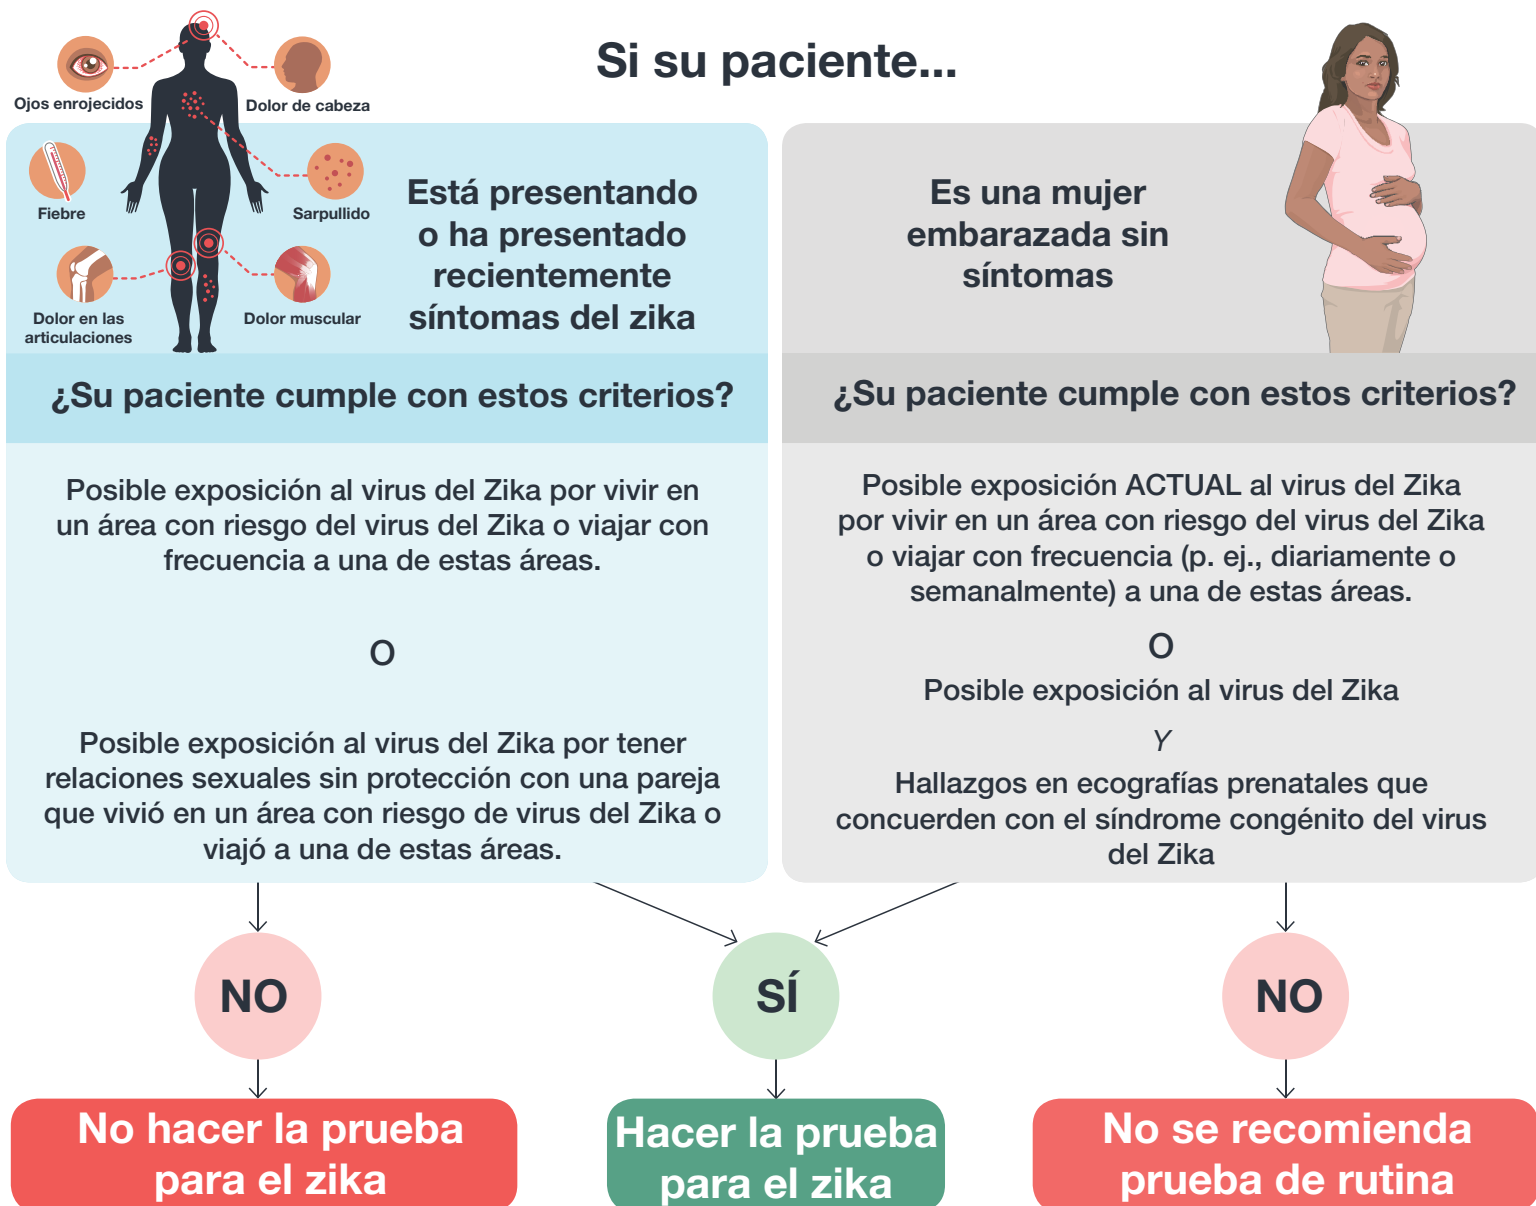 Si su paciente...
Ojos enrojecidos
Dolor de cabeza
Fiebre
Sarpullido
Dolor en las
articulaciones
Dolor muscular
Está presentando
o ha presentado
recientemente
síntomas del zika
¿Su paciente cumple con estos criterios?
Posible exposición al virus del Zika por vivir en
un área con riesgo del virus del Zika o viajar con
frecuencia a una de estas áreas.
O
Posible exposición al virus del Zika por tener
relaciones sexuales sin protección con una pareja
que vivió en un área con riesgo de virus del Zika o
viajó a una de estas áreas.
Es una mujer
embarazada sin
síntomas
¿Su paciente cumple con estos criterios?
Posible exposición ACTUAL al virus del Zika
por vivir en un área con riesgo del virus del Zika
o viajar con frecuencia (p. ej., diariamente o
semanalmente) a una de estas áreas.
O
Posible exposición al virus del Zika
Y
Hallazgos en ecografías prenatales que
concuerden con el síndrome congénito del virus
del Zika
NO
SÍ
NO
No hacer la prueba
para el zika
Hacer la prueba
para el zika
No se recomienda
prueba de rutina